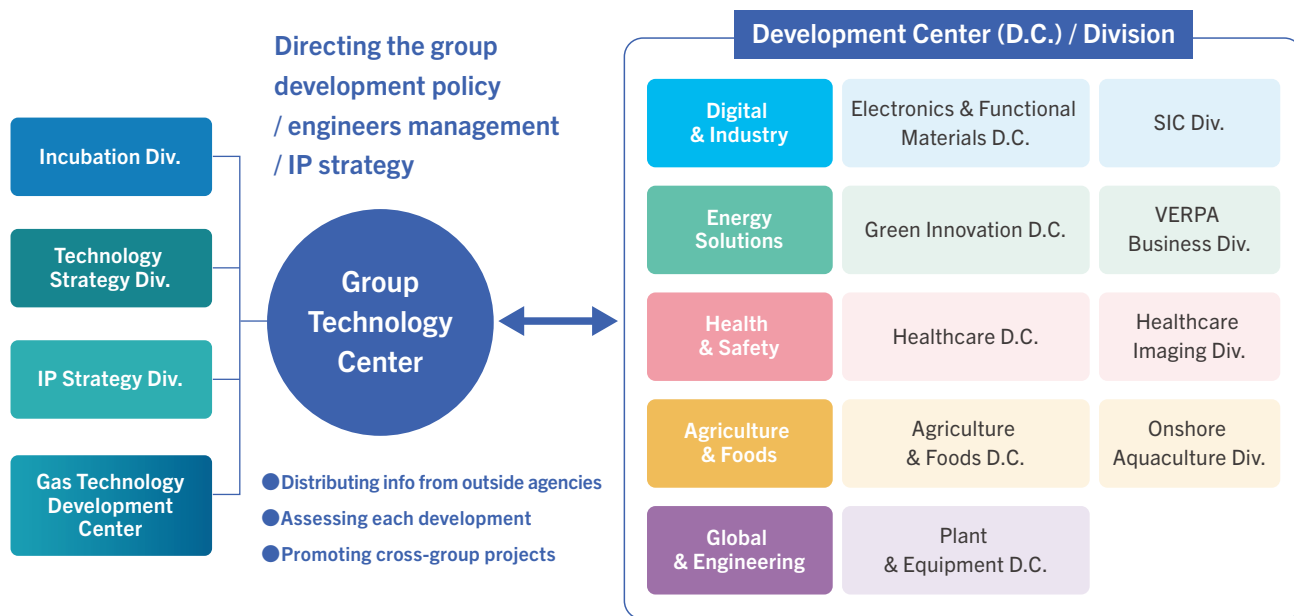 Directing the group
development policy
/ engineers management
/ IP strategy
Incubation Div.
Technology
Strategy Div.
IP Strategy Div.
Gas Technology
Development
Center
Group
Technology
Center
●Distributing info from outside agencies
●Assessing each development
●Promoting cross-group projects
Development Center (D.C.) / Division
Digital
& Industry
Electronics & Functional
Materials D.C.
SIC Div.
Energy
Solutions
Green Innovation D.C.
VERPA
Business Div.
Health
& Safety
Healthcare D.C.
Healthcare
Imaging Div.
Agriculture
& Foods
Agriculture
& Foods D.C.
Onshore
Aquaculture Div.
Global
& Engineering
Plant
& Equipment D.C.